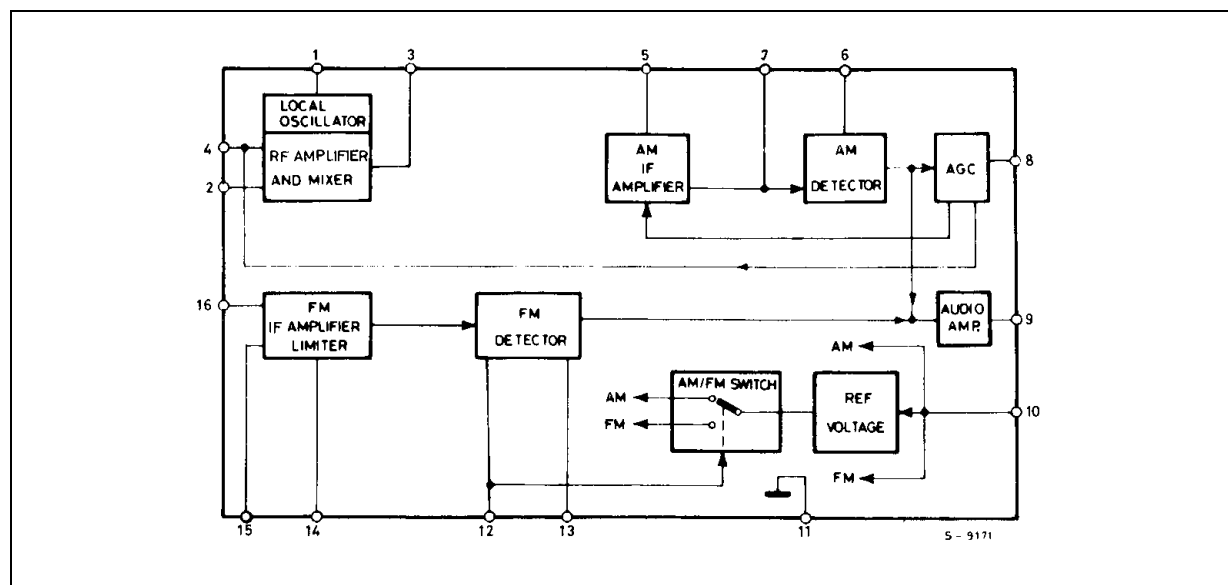 1
3
5
7
6
LOCAL
OSCILLATOR
4
RF AMPLIFIER
AND MIXER
2
AM
IF
AMPLIFIER
AM
DETECTOR
AGC
8
16
FM
IF AMPLIFIER
LIMITER
FM
DETECTOR
AUDIO
AMP.
9
AM
AM/FM SWITCH
AM
FM
REF
VOLTAGE
10
FM
15
14
12
13
11
S - 9171